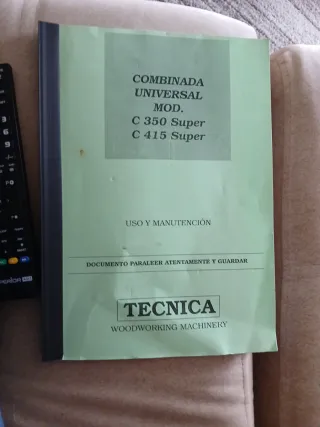 COMBINADA
UNIVERSAL
MOD.
C 350 Super
C 415 Super
USO Y MANUTENCIÓN
DOCUMENTO PARALEER ATENTAMENTE Y GUARDAR
TECNICA
WOODWORKING MACHINERY